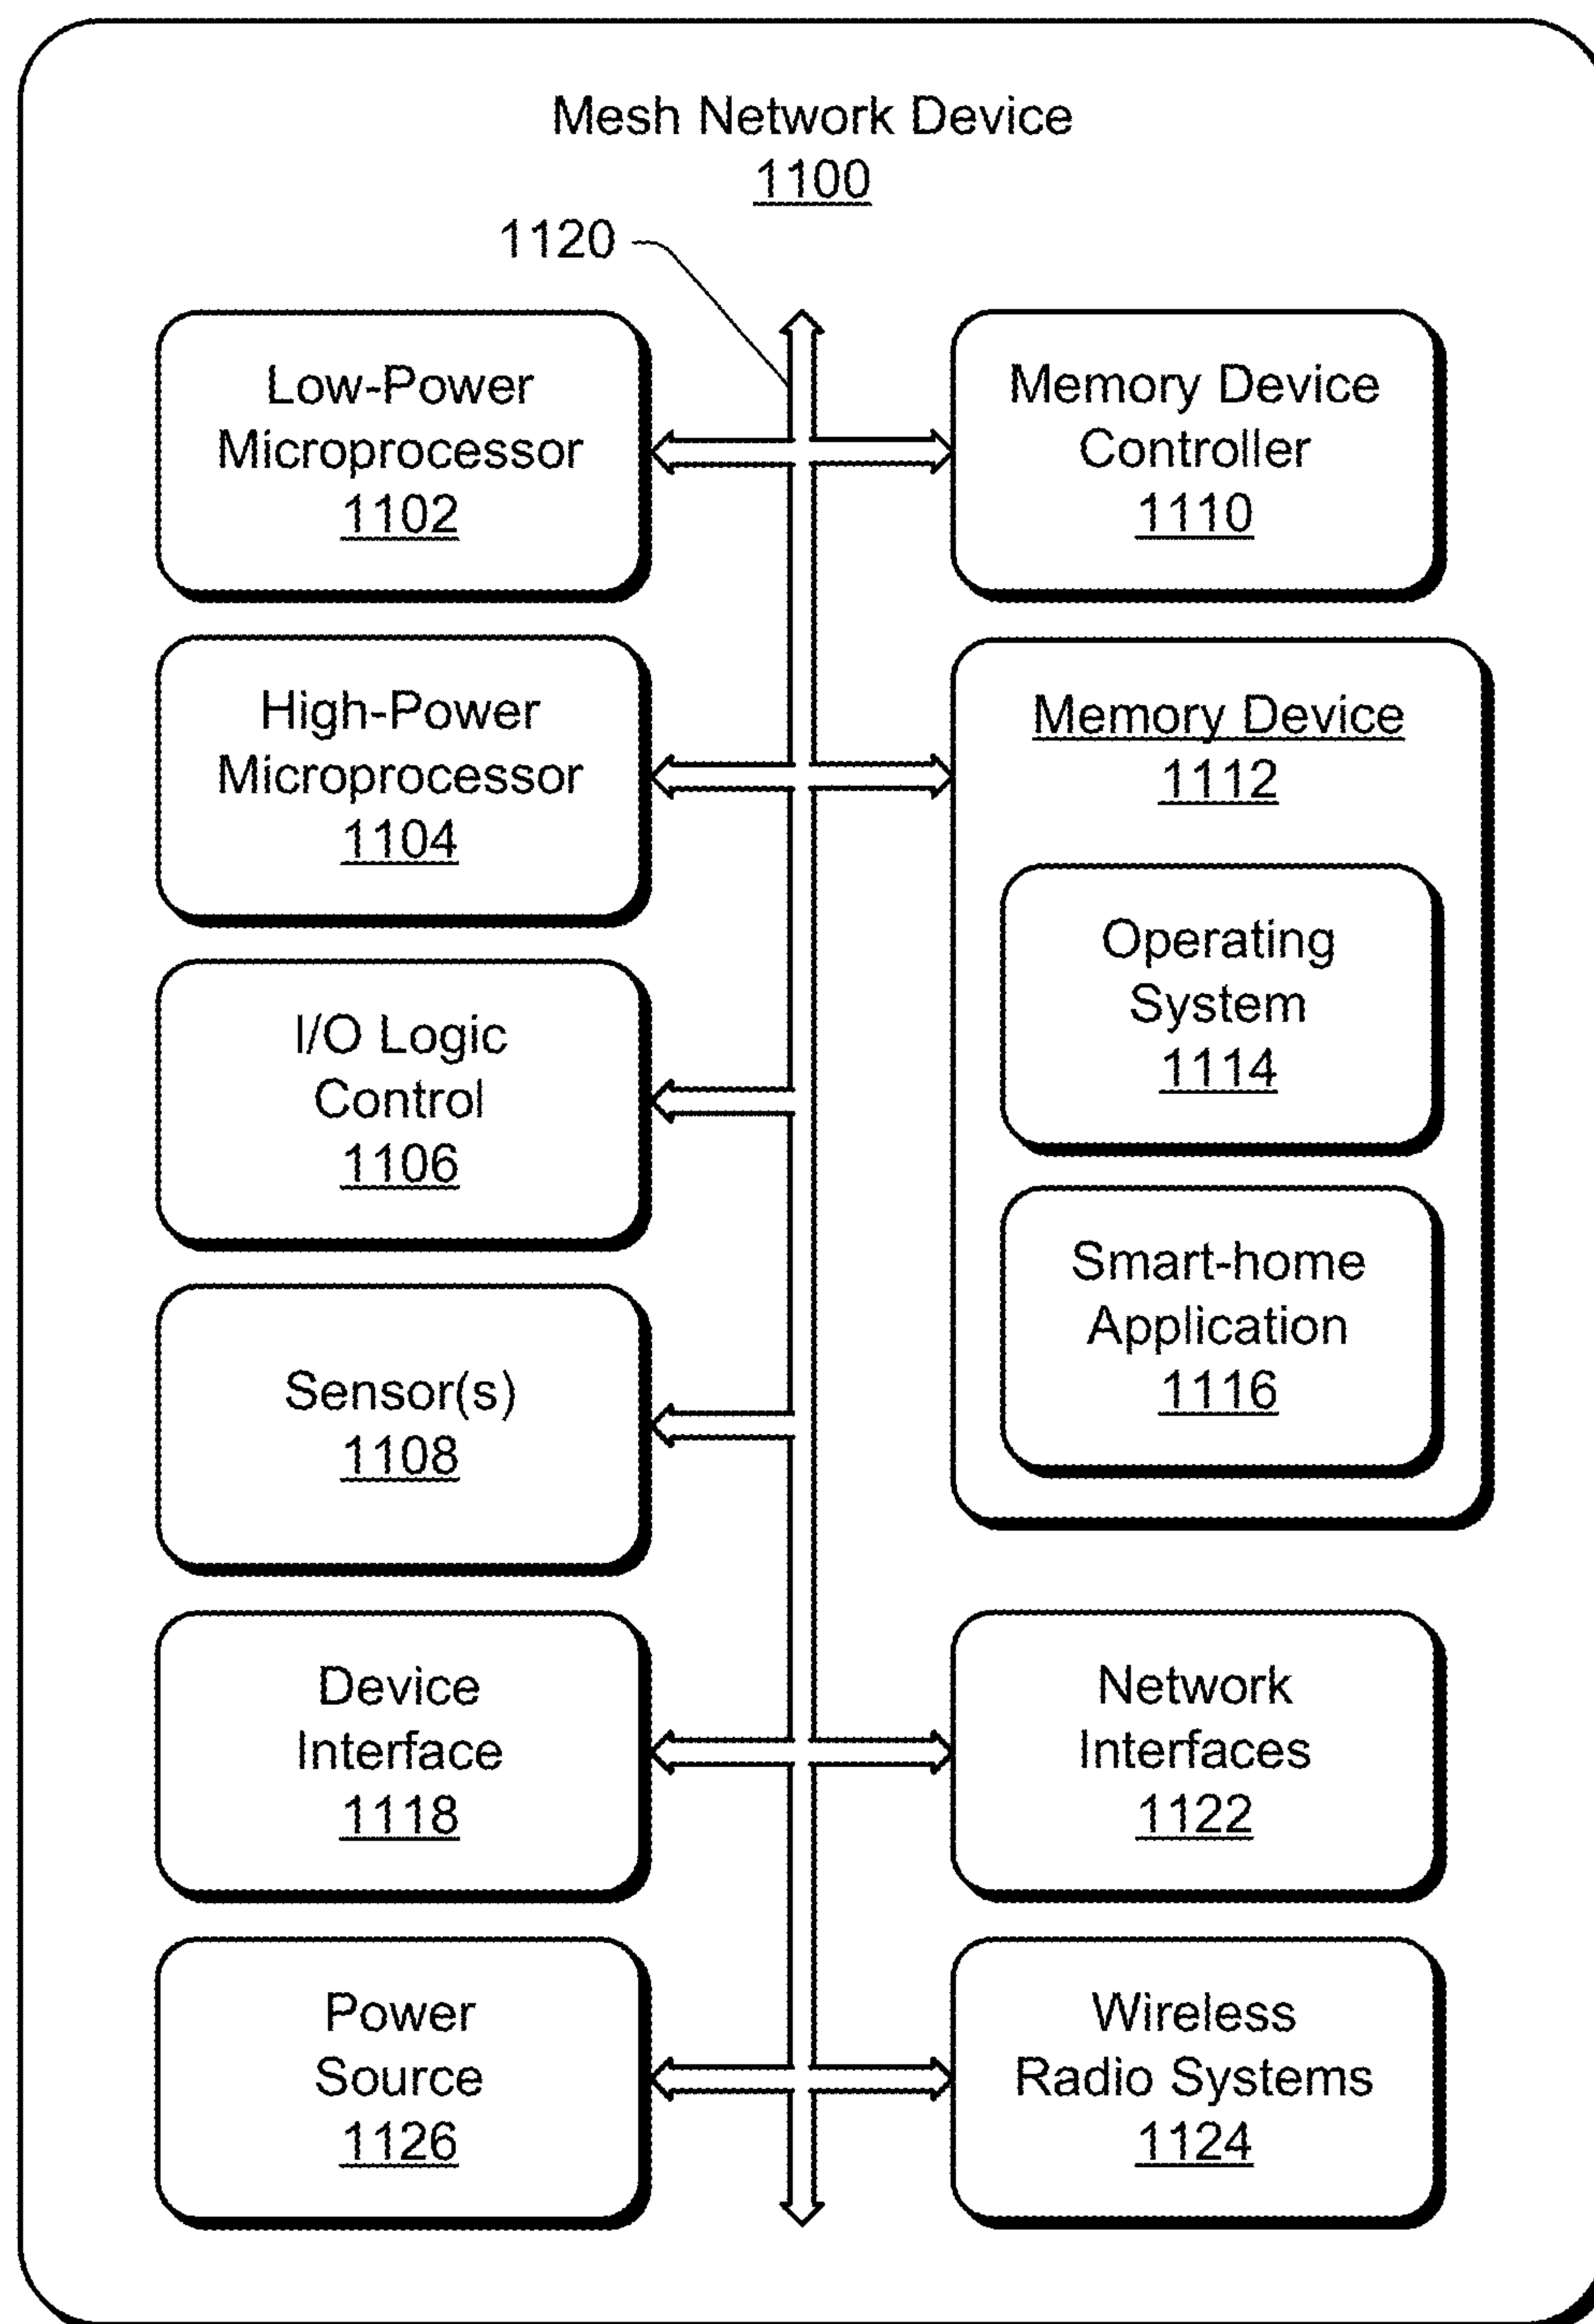 Mesh Network Device
1100
1120
Low-Power
Microprocessor
1102
Memory Device
Controller
1110
High-Power
Microprocessor
1104
Memory Device
1112
Operating
System
1114
I/O Logic
Control
1106
Smart-home
Application
1116
Sensor(s)
1108
Device
Interface
1118
Network
Interfaces
1122
Power
Source
1126
Wireless
Radio Systems
1124